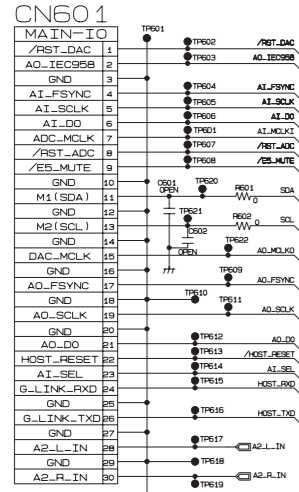 CN601
MAIN-IO
TP601
/RST_DAC 1 TP602 /RST_DAC
AO_IEC958 2 TP603 AO_IEC958
GND 3
AI_FSYNC 4 TP604 AI_FSYNC
AI_SCLK 5 TP605 AI_SCLK
AI_DO 6 TP606 AI_DO
ADC_MCLK 7 TP6D1 AI_MCLKI
/RST_ADC 8 TP607 /RST_ADC
/E5_MUTE 9 TP608 /E5_MUTE
GND 10 C601 OPEN TP620
M1(SDA) 11 R601 0 SDA
GND 12 TP621
M2(SCL) 13 R602 0 SCL
C602 OPEN
GND 14 TP622
DAC_MCLK 15 AO_MCLKO
GND 16 TP609
AO_FSYNC 17 AO_FSYNC
GND 18 TP610 TP611
AO_SCLK 19 AO_SCLK
GND 20
AO_DO 21 TP612 AO_DO
HOST_RESET 22 TP613 /HOST_RESET
AI_SEL 23 TP614 AI_SEL
G_LINK_RXD 24 TP615 HOST_RXD
GND 25
G_LINK_TXD 26 TP616 HOST_TXD
GND 27
A2_L_IN 28 TP617 A2_L_IN
GND 29 TP618
A2_R_IN 30 TP619 A2_R_IN